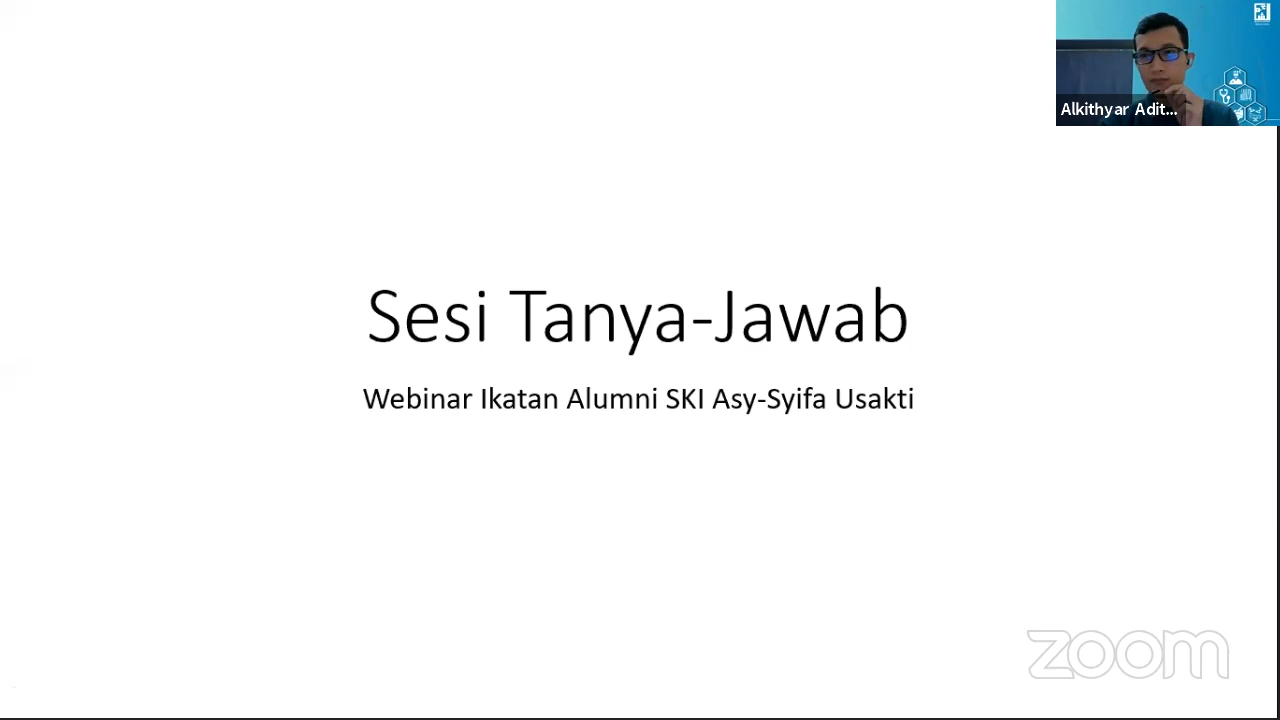 Alkithyar Adit...
Sesi Tanya-Jawab
Webinar Ikatan Alumni SKI Asy-Syifa Usakti
zoom